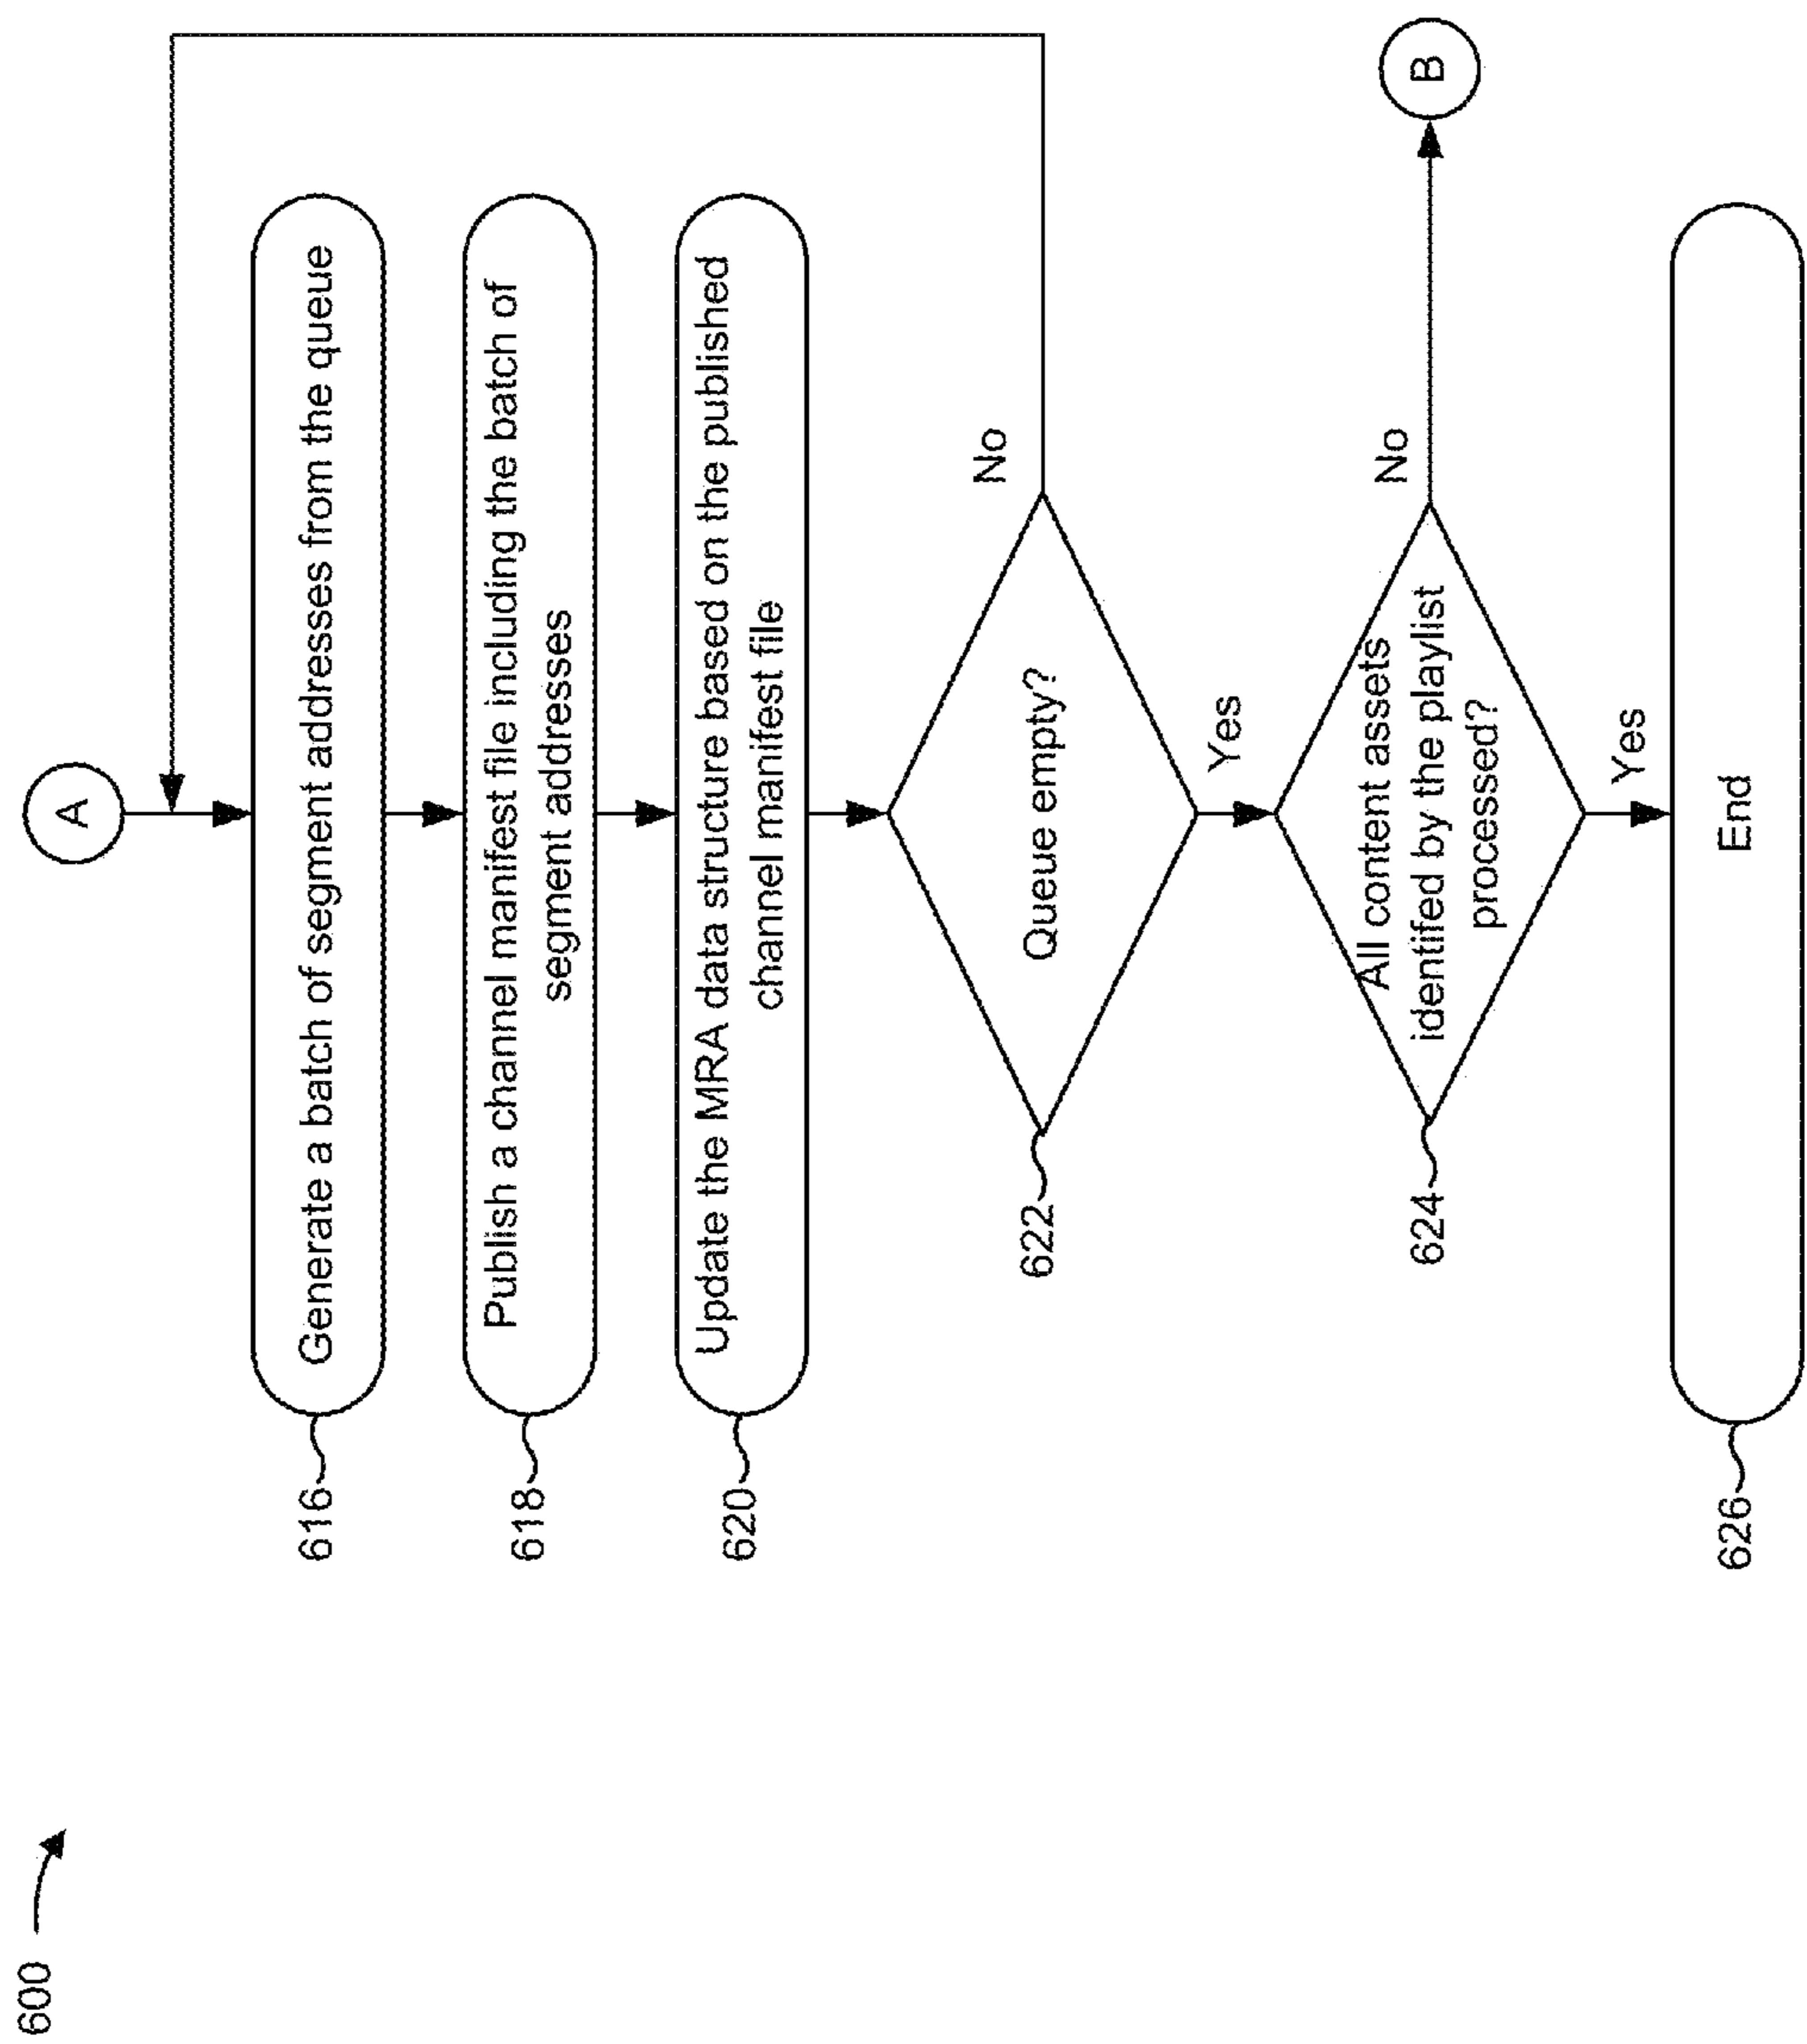 600
A
616
Generate a batch of segment addresses from the queue
618
Publish a channel manifest file including the batch of
segment addresses
620
Update the MRA data structure based on the published
channel manifest file
622
Queue empty?
No
Yes
624
All content assets
identifed by the playlist
processed?
No
B
Yes
626
End